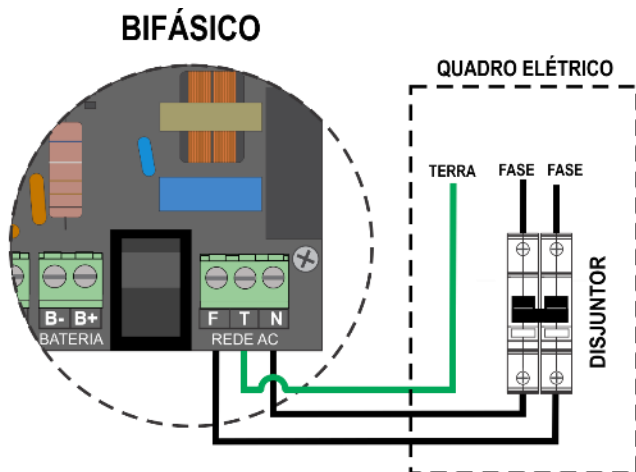 BIFÁSICO
QUADRO ELÉTRICO
TERRA FASE FASE
DISJUNTOR
B- B+
BATERIA
F T N
REDE AC